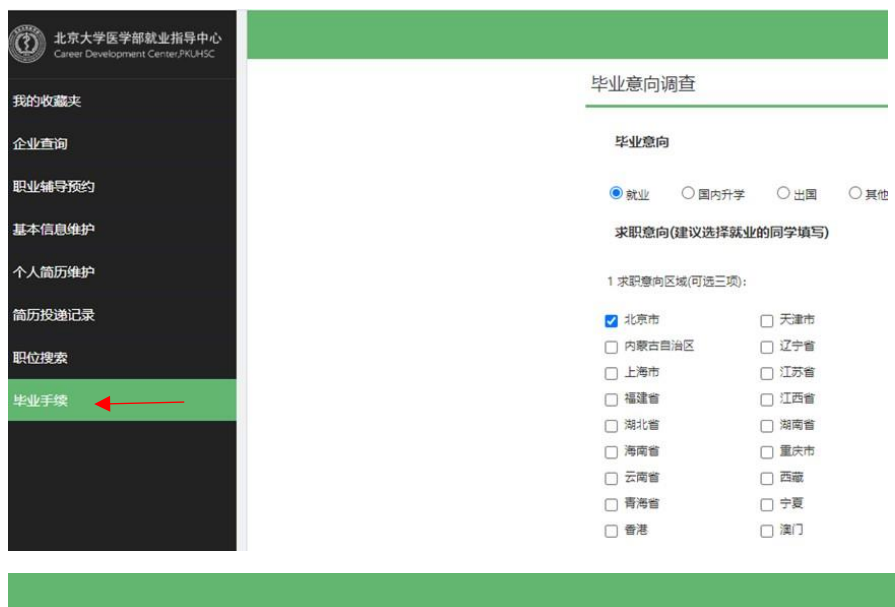 北京大学医学部就业指导中心
Career Development Center,PKUHSC
我的收藏夹
企业查询
职业辅导预约
基本信息维护
个人简历维护
简历投递记录
职位搜索
毕业手续
毕业意向调查
毕业意向
就业 国内升学 出国 其他
求职意向(建议选择就业的同学填写)
1 求职意向区域(可选三项):
北京市 天津市
内蒙古自治区 辽宁省
上海市 江苏省
福建省 江西省
湖北省 湖南省
海南省 重庆市
云南省 西藏
青海省 宁夏
香港 澳门